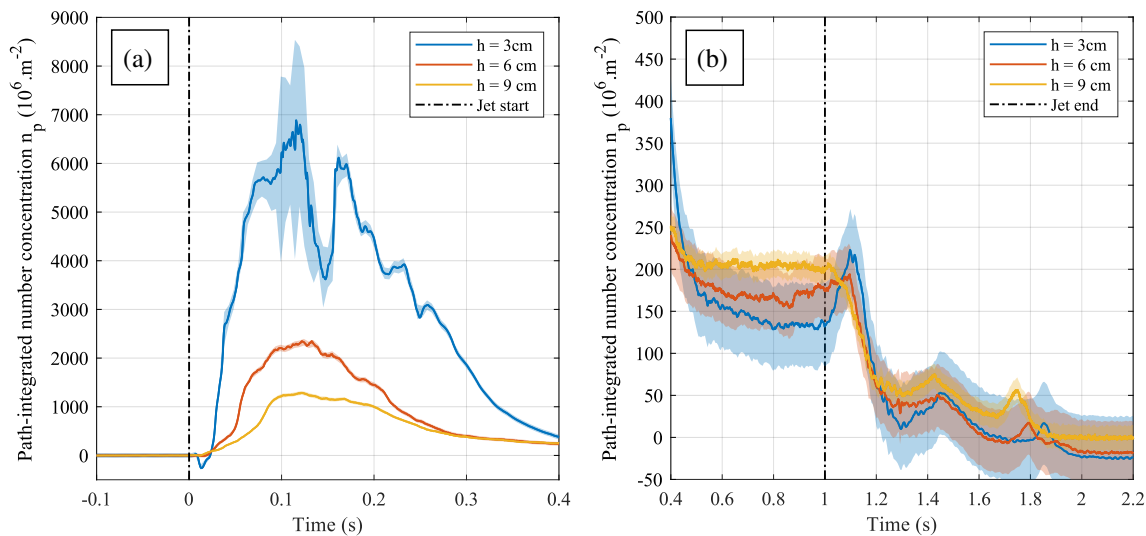 Path-integrated number concentration n_p (10^6.m^-2)
9000
8000
7000
6000
5000
4000
3000
2000
1000
0
(a)
h = 3cm
h = 6 cm
h = 9 cm
Jet start
-0.1
0
0.1
0.2
0.3
0.4
Time (s)
Path-integrated number concentration n_p (10^6.m^-2)
500
450
400
350
300
250
200
150
100
50
0
-50
(b)
h = 3cm
h = 6 cm
h = 9 cm
Jet end
0.4
0.6
0.8
1
1.2
1.4
1.6
1.8
2
2.2
Time (s)